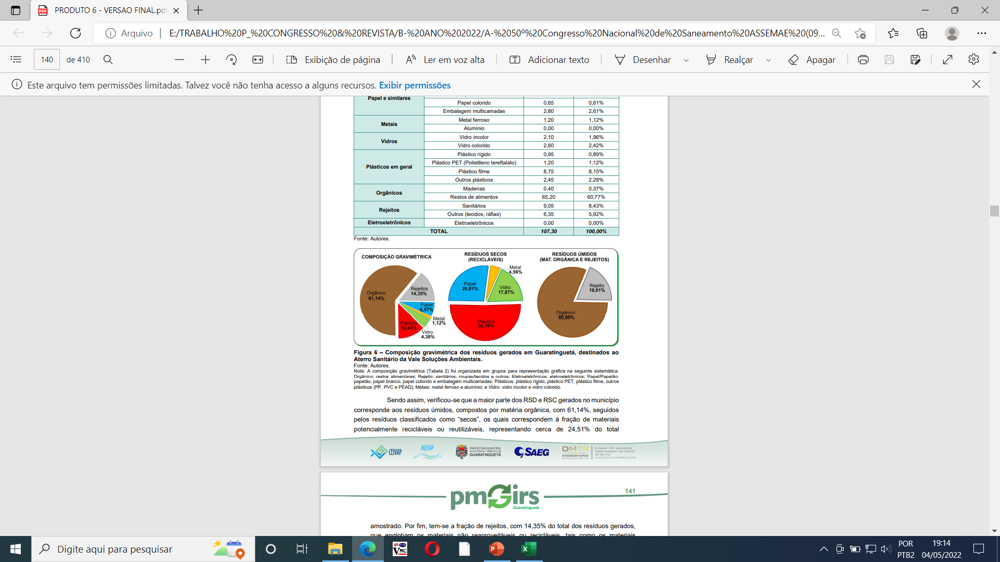 PRODUTO 6 - VERSAO FINAL.pd
Arquivo
E:/TRABALHO%20P_%20CONGRESSO%20&%20REVISTA/B-%20ANO%202022/A-%2050º%20Congresso%20Nacional%20de%20Saneamento%20ASSEMAE%20(09...
140 de 410
Exibição de página
Ler em voz alta
Adicionar texto
Desenhar
Realçar
Apagar
Este arquivo tem permissões limitadas. Talvez você não tenha acesso a alguns recursos. Exibir permissões
Papel e similares
Papel colorido 0,65 0,61%
Embalagem multicamadas 2,80 2,61%
Metais
Metal ferroso 1,20 1,12%
Alumínio 0,00 0,00%
Vidros
Vidro incolor 2,10 1,96%
Vidro colorido 2,60 2,42%
Plásticos em geral
Plástico rígido 0,95 0,89%
Plástico PET (Polietileno tereftalato) 1,20 1,12%
Plástico filme 8,75 8,15%
Outros plásticos 2,45 2,28%
Orgânicos
Madeiras 0,40 0,37%
Restos de alimentos 65,20 60,77%
Rejeitos
Sanitários 9,05 8,43%
Outros (tecidos, ráfias) 6,35 5,92%
Eletroeletrônicos Eletroeletrônicos 0,00 0,00%
TOTAL 107,30 100,00%
Fonte: Autores.
COMPOSIÇÃO GRAVIMÉTRICA
Orgânico
61,14%
Rejeitos
14,35%
Papel
6,57%
Metal
1,12%
Plástico
12,44%
Vidro
4,38%
RESÍDUOS SECOS
(RECICLÁVEIS)
Metal
4,56%
Papel
26,81%
Vidro
17,87%
Plástico
50,76%
RESÍDUOS ÚMIDOS
(MAT. ORGÂNICA E REJEITOS)
Rejeito
19,01%
Orgânico
80,99%
Figura 6 – Composição gravimétrica dos resíduos gerados em Guaratinguetá, destinados ao
Aterro Sanitário da Vale Soluções Ambientais.
Fonte: Autores.
Nota: A composição gravimétrica (Tabela 2) foi organizada em grupos para representação gráfica na seguinte sistemática:
Orgânico: restos alimentares; Rejeito: sanitários, roupas/tecidos e outros; Eletroeletrônicos: eletroeletrônicos; Papel/Papelão:
papelão, papel branco, papel colorido e embalagem multicamadas; Plásticos: plástico rígido, plástico PET, plástico filme, outros
plásticos (PP, PVC e PEAD); Metais: metal ferroso e alumínio; e Vidro: vidro incolor e vidro colorido.
Sendo assim, verificou-se que a maior parte dos RSD e RSC gerados no município
corresponde aos resíduos úmidos, compostos por matéria orgânica, com 61,14%, seguidos
pelos resíduos classificados como “secos”, os quais correspondem à fração de materiais
potencialmente recicláveis ou reutilizáveis, representando cerca de 24,51% do total
CEIVAP
AGEVAP
PREFEITURA MUNICIPAL
DA ESTÂNCIA TURÍSTICA DE
GUARATINGUETÁ
SAEG
DMTR
ENGENHARIA
pmGirs
Guaratinguetá
141
amostrado. Por fim, tem-se a fração de rejeitos, com 14,35% do total dos resíduos gerados,
que englobam os materiais não reaproveitáveis ou recicláveis, tais como os materiais
Digite aqui para pesquisar
POR
PTB2
19:14
04/05/2022